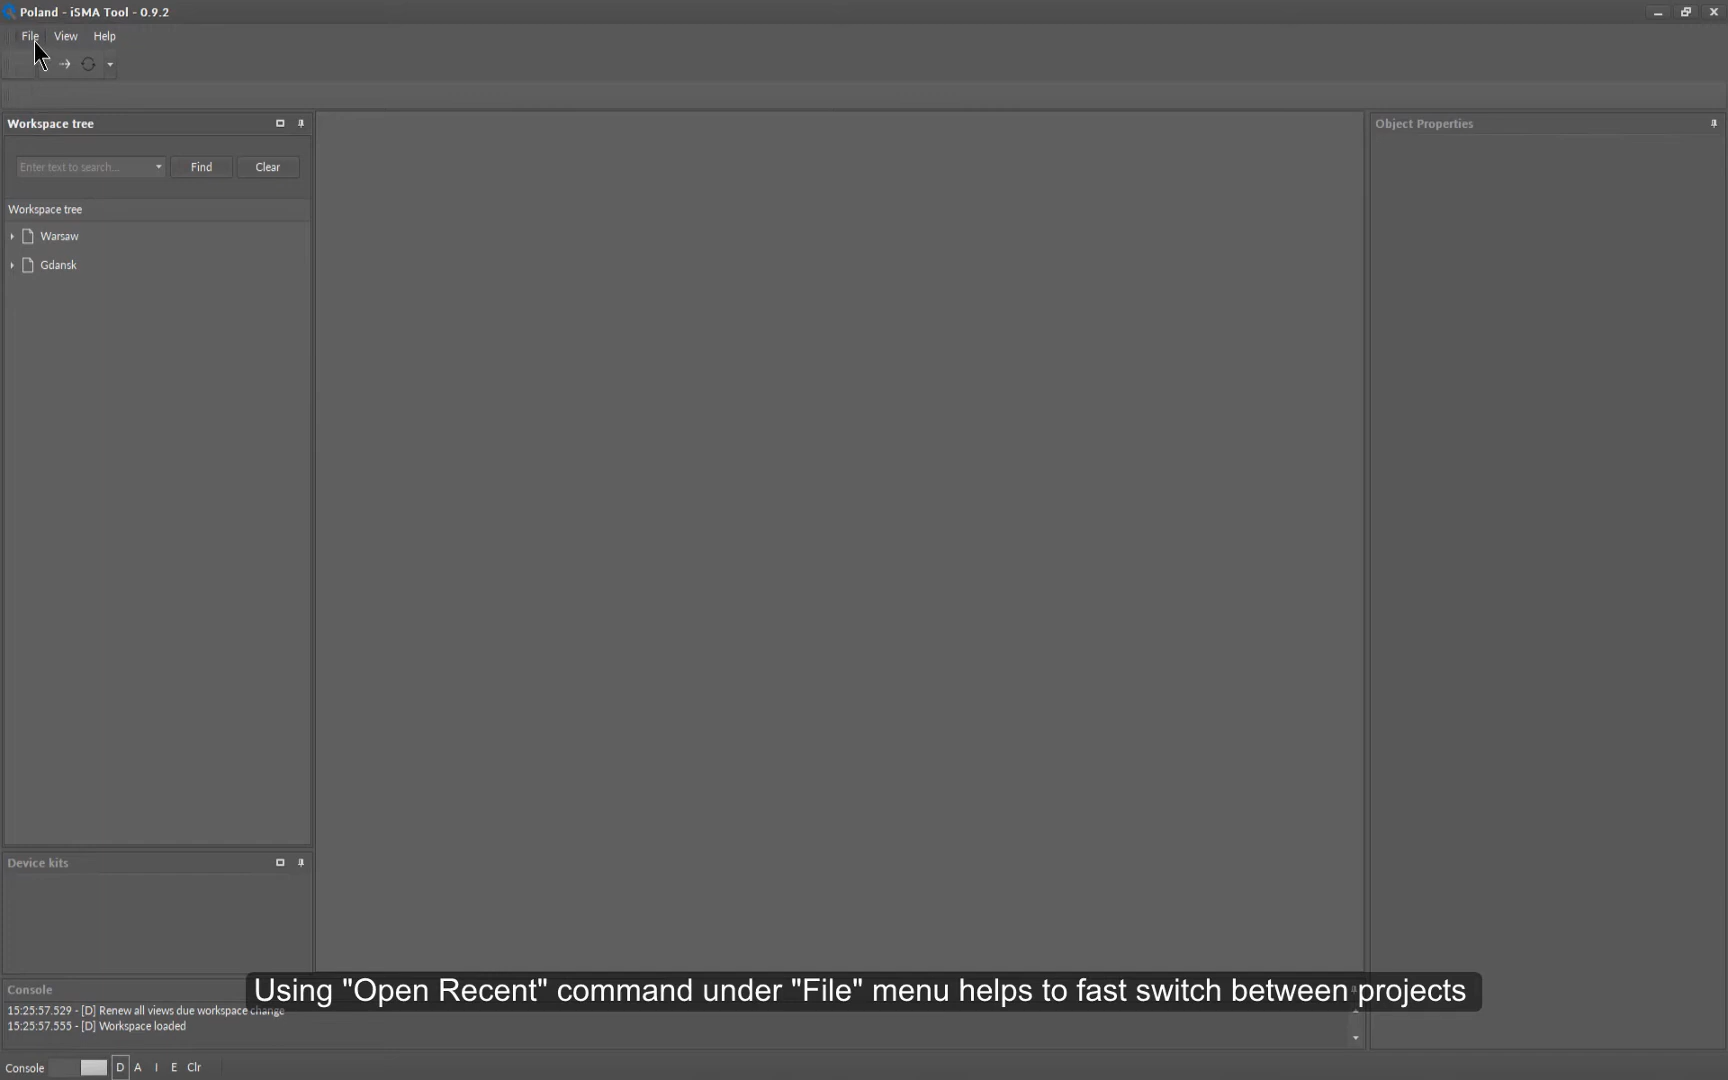 Poland - iSMA Tool - 0.9.2
File View Help
Workspace tree
Object Properties
Enter text to search...
Find
Clear
Workspace tree
Warsaw
Gdansk
Device kits
Console
Using "Open Recent" command under "File" menu helps to fast switch between projects
15:25:57.529 - [D] Renew all views due workspace change
15:25:57.555 - [D] Workspace loaded
Console D A I E Clr